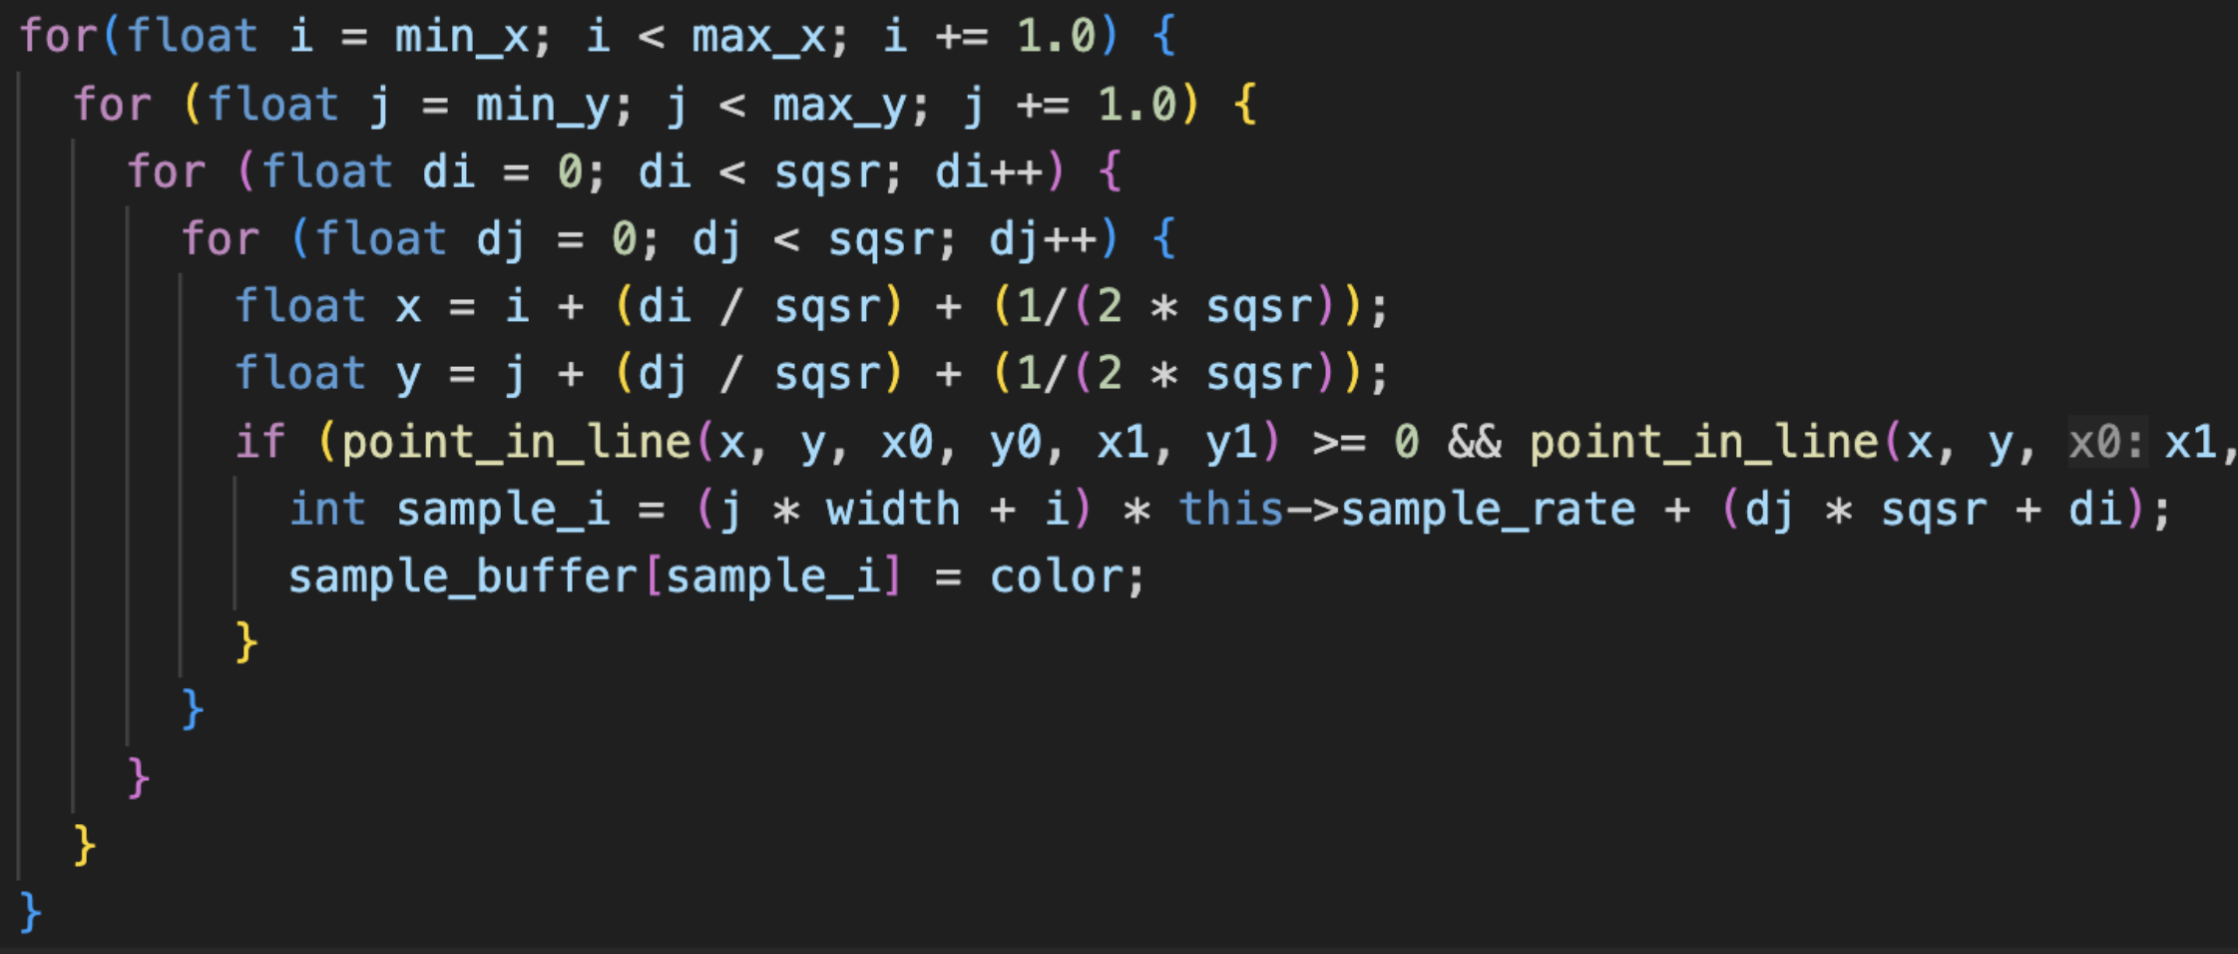 for(float i = min_x; i < max_x; i += 1.0) {
  for (float j = min_y; j < max_y; j += 1.0) {
    for (float di = 0; di < sqsr; di++) {
      for (float dj = 0; dj < sqsr; dj++) {
        float x = i + (di / sqsr) + (1/(2 * sqsr));
        float y = j + (dj / sqsr) + (1/(2 * sqsr));
        if (point_in_line(x, y, x0, y0, x1, y1) >= 0 && point_in_line(x, y, x0: x1,
          int sample_i = (j * width + i) * this->sample_rate + (dj * sqsr + di);
          sample_buffer[sample_i] = color;
        }
      }
    }
  }
}